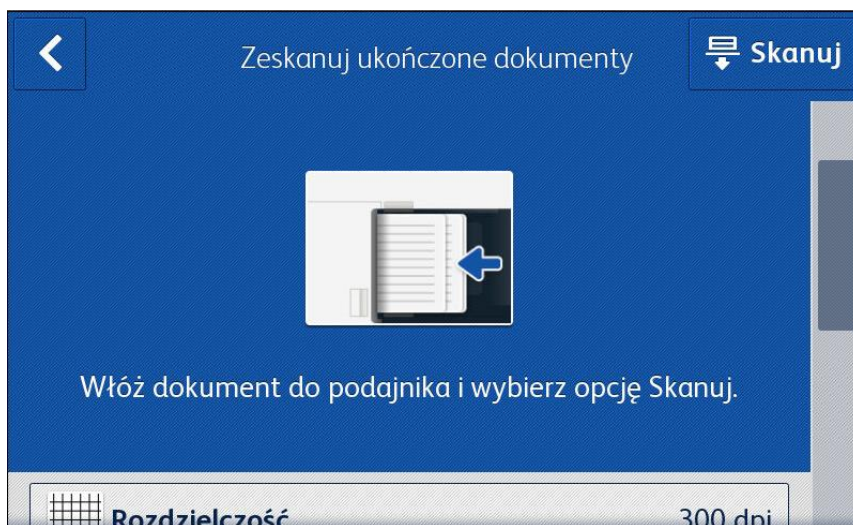 Zeskanuj ukończone dokumenty
Skanuj
Włóż dokument do podajnika i wybierz opcję Skanuj.
Rozdzielczość 300 dpi